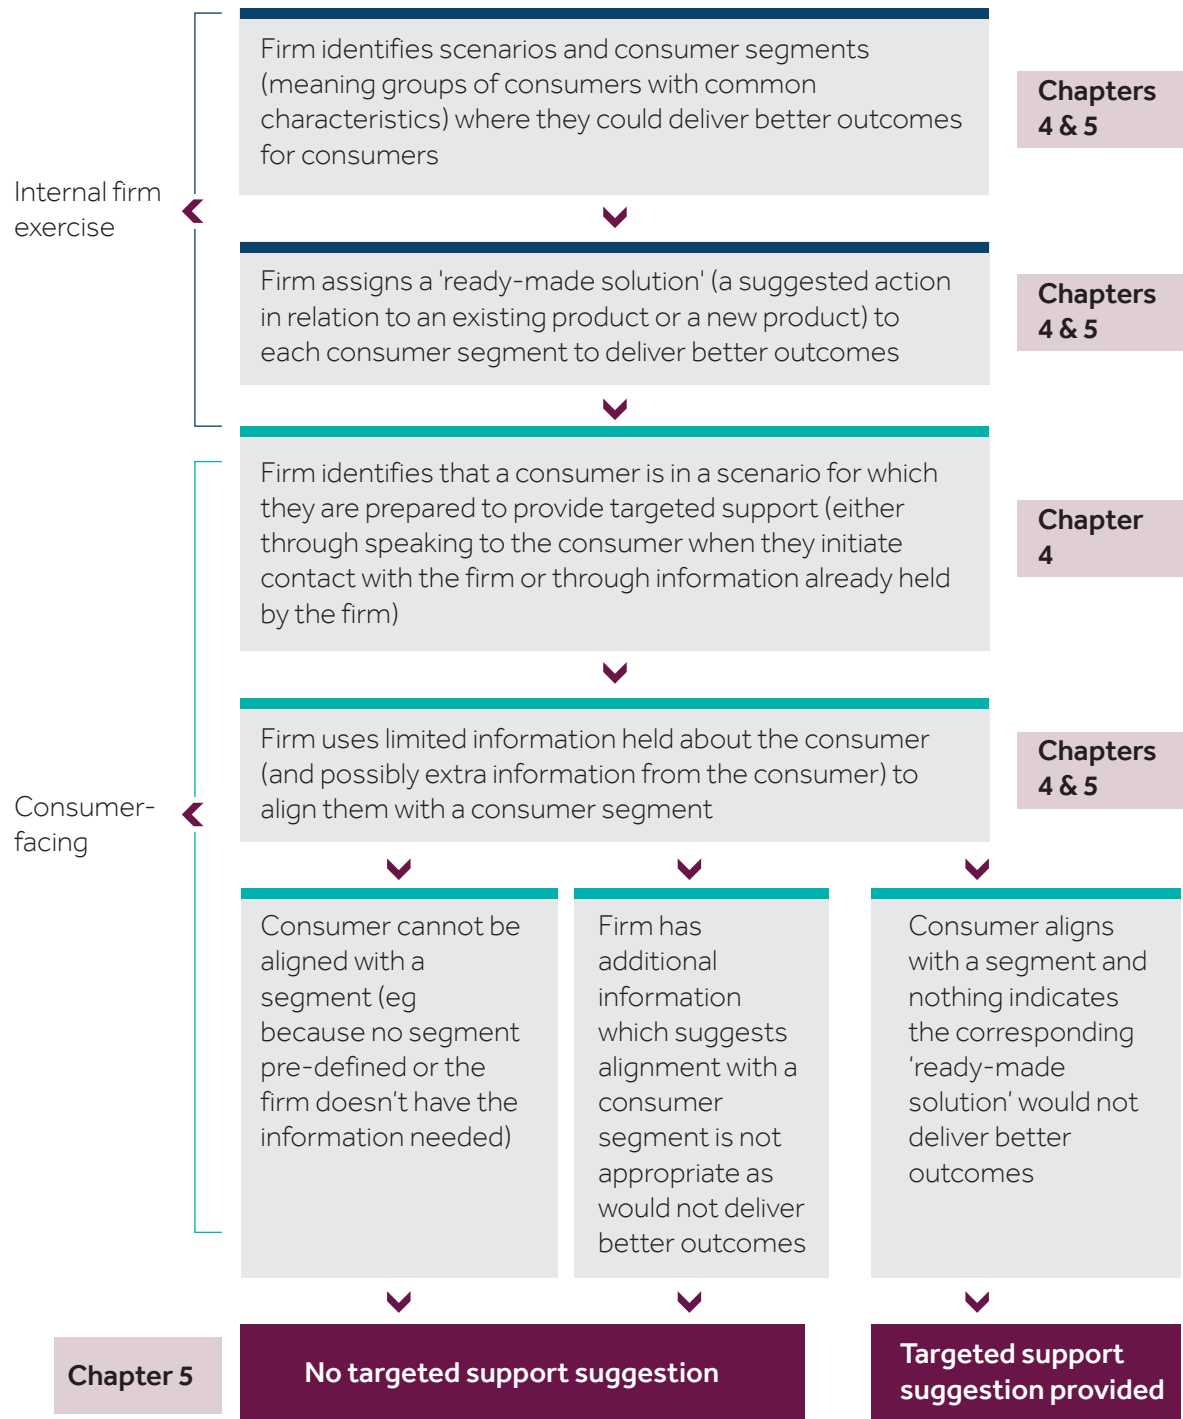 Firm identifies scenarios and consumer segments
(meaning groups of consumers with common
characteristics) where they could deliver better outcomes
for consumers
Chapters
4 & 5
Internal firm
exercise
Firm assigns a 'ready-made solution' (a suggested action
in relation to an existing product or a new product) to
each consumer segment to deliver better outcomes
Chapters
4 & 5
Firm identifies that a consumer is in a scenario for which
they are prepared to provide targeted support (either
through speaking to the consumer when they initiate
contact with the firm or through information already held
by the firm)
Chapter
4
Firm uses limited information held about the consumer
(and possibly extra information from the consumer) to
align them with a consumer segment
Chapters
4 & 5
Consumer-
facing
Consumer cannot be
aligned with a
segment (eg
because no segment
pre-defined or the
firm doesn’t have the
information needed)
Firm has
additional
information
which suggests
alignment with a
consumer
segment is not
appropriate as
would not deliver
better outcomes
Consumer aligns
with a segment and
nothing indicates
the corresponding
‘ready-made
solution’ would not
deliver better
outcomes
Chapter 5
No targeted support suggestion
Targeted support
suggestion provided